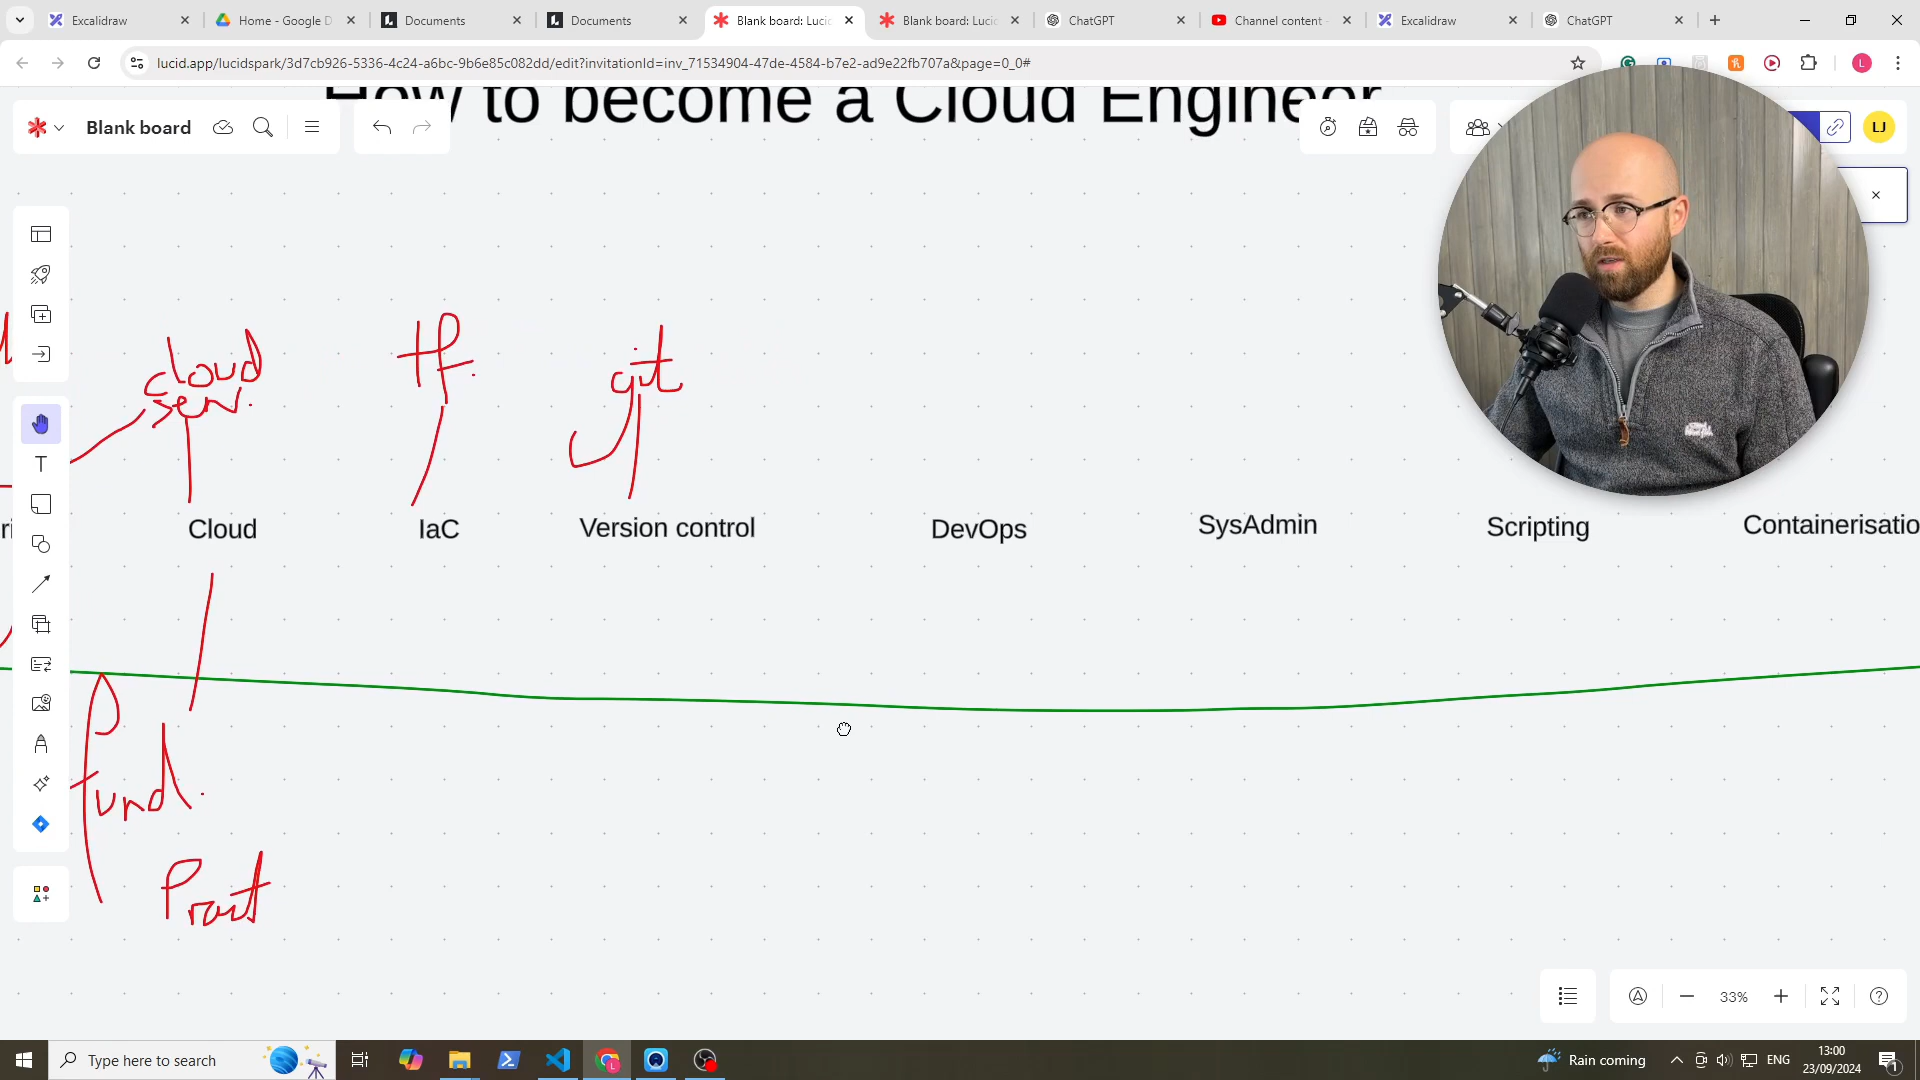 Excalidraw
Home - Google D
Documents
Documents
Blank board: Lucid
Blank board: Lucid
ChatGPT
Channel content
Excalidraw
ChatGPT
lucid.app/lucidspark/3d7cb926-5336-4c24-a6bc-9b6e85c082dd/edit?invitationId=inv_71534904-47de-4584-b7e2-ad9e22fb707a&page=0_0#
L
How to become a Cloud Engineer
Blank board
LJ
cloud
serv.
tf.
git
Cloud
IaC
Version control
DevOps
SysAdmin
Scripting
Containerisatio
fund.
Pract
T
33%
Type here to search
Rain coming
ENG
13:00
23/09/2024
1